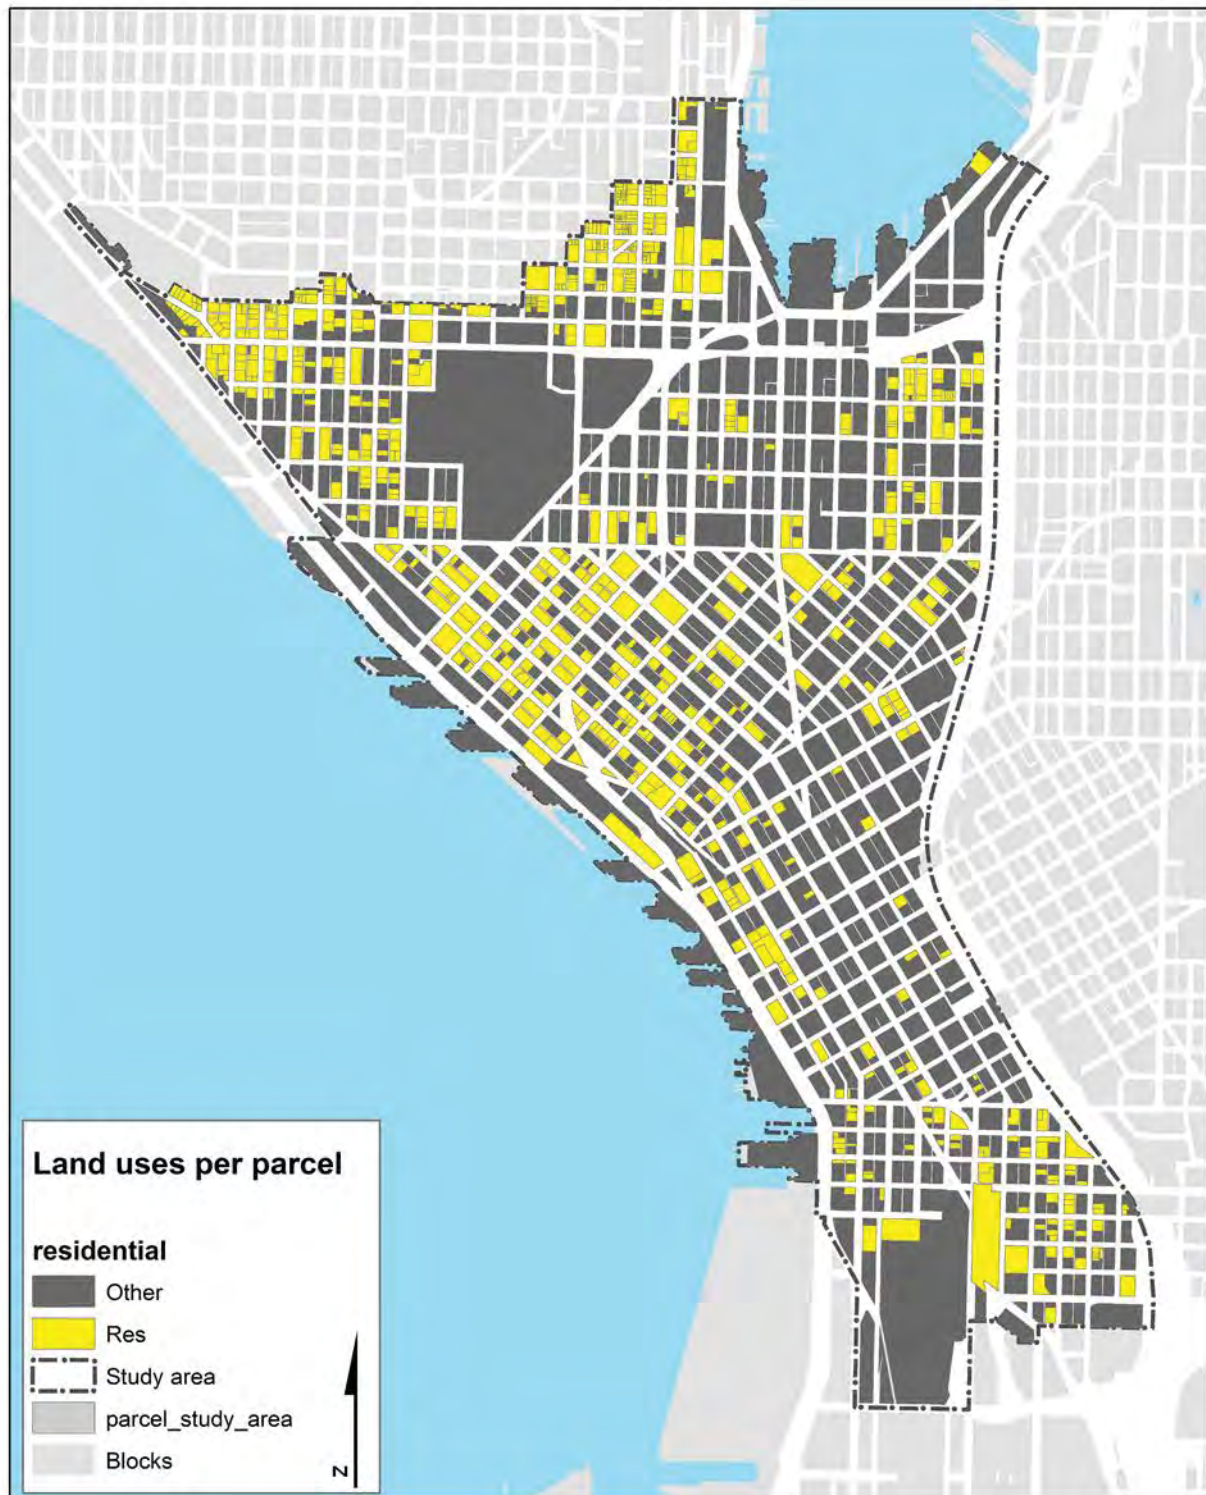 Land uses per parcel
residential
Other
Res
Study area
parcel_study_area
Blocks
N